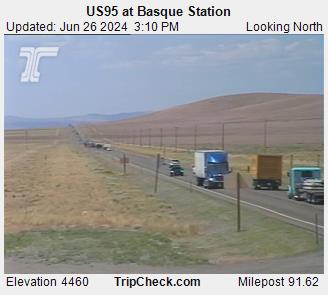 US95 at Basque Station
Updated: Jun 26 2024 3:10 PM Looking North
Elevation 4460 TripCheck.com Milepost 91.62